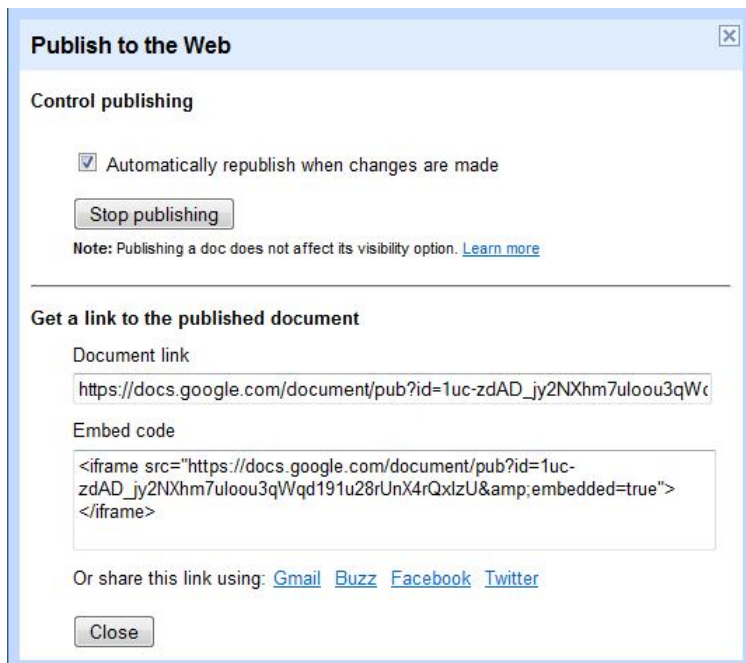 Publish to the Web
Control publishing
Automatically republish when changes are made
Stop publishing
Note: Publishing a doc does not affect its visibility option. Learn more
Get a link to the published document
Document link
https://docs.google.com/document/pub?id=1uc-zdAD_jy2NXhm7uloou3qWc
Embed code
<iframe src="https://docs.google.com/document/pub?id=1uc-
zdAD_jy2NXhm7uloou3qWqd191u28rUnX4rQxlzU&amp;embedded=true">
</iframe>
Or share this link using: Gmail Buzz Facebook Twitter
Close